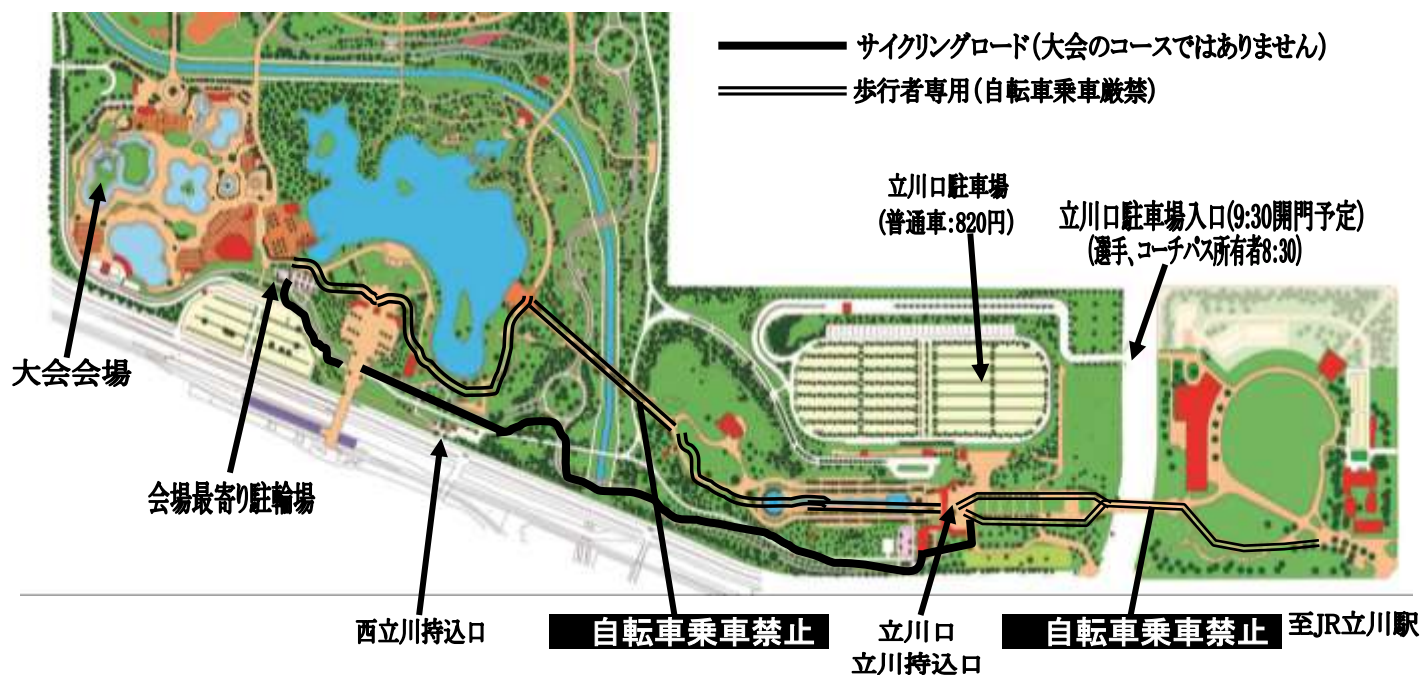 サイクリングロード(大会のコースではありません)
歩行者専用(自転車乗車厳禁)
立川口駐車場
(普通車:820円)
立川口駐車場入口(9:30開門予定)
(選手、コーチパス所有者8:30)
大会会場
会場最寄り駐輪場
西立川持込口
自転車乗車禁止
立川口
立川持込口
自転車乗車禁止
至JR立川駅